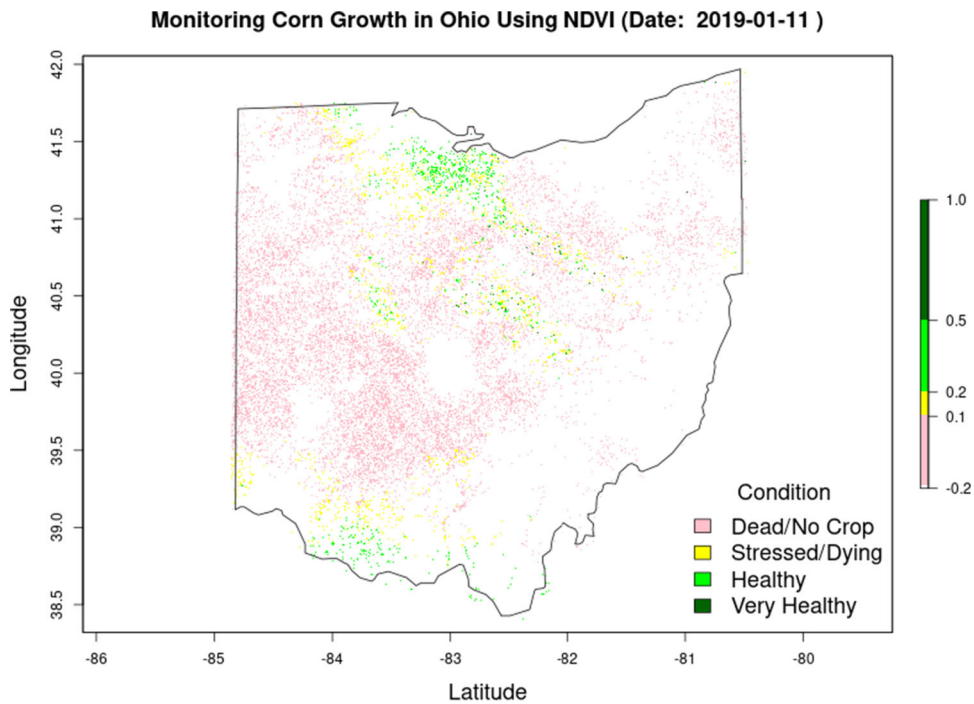 Monitoring Corn Growth in Ohio Using NDVI (Date:  2019-01-11 )
42.0
41.5
41.0
40.5
40.0
39.5
39.0
38.5
Longitude
-86
-85
-84
-83
-82
-81
-80
Latitude
1.0
0.5
0.2
0.1
-0.2
Condition
Dead/No Crop
Stressed/Dying
Healthy
Very Healthy